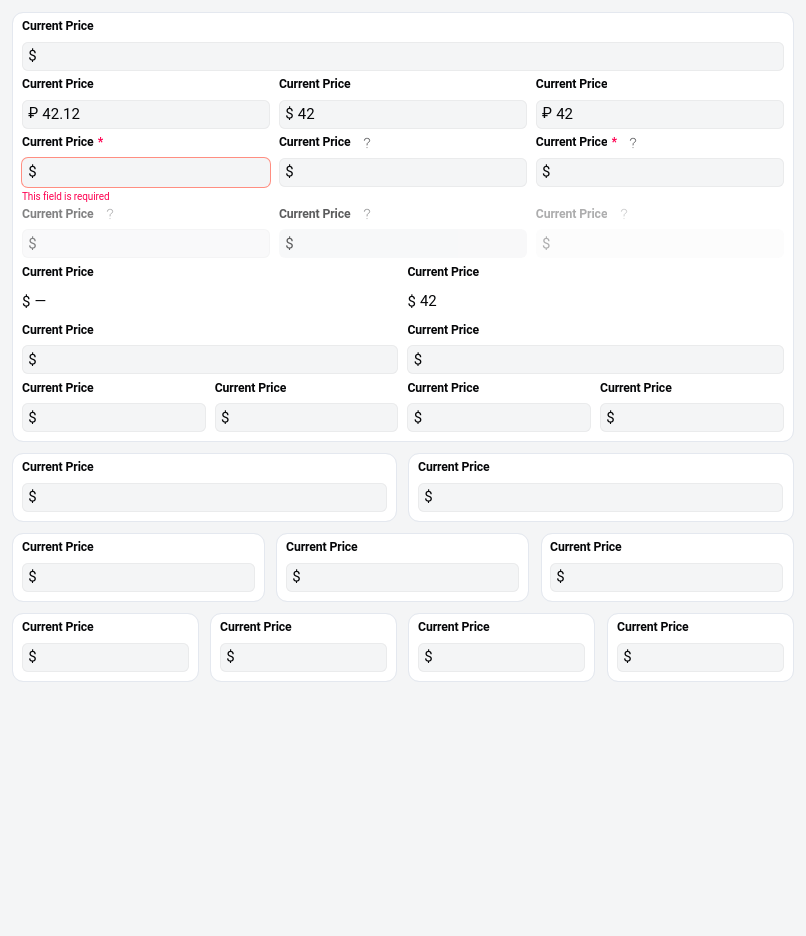 Current Price
$
Current Price Current Price Current Price
₽ 42.12 $ 42 ₽ 42
Current Price * Current Price ? Current Price * ?
$ $ $
This field is required
Current Price ? Current Price ? Current Price ?
$ $ $
Current Price Current Price
$ — $ 42
Current Price Current Price
$ $
Current Price Current Price Current Price Current Price
$ $ $ $
Current Price Current Price
$ $
Current Price Current Price Current Price
$ $ $
Current Price Current Price Current Price Current Price
$ $ $ $